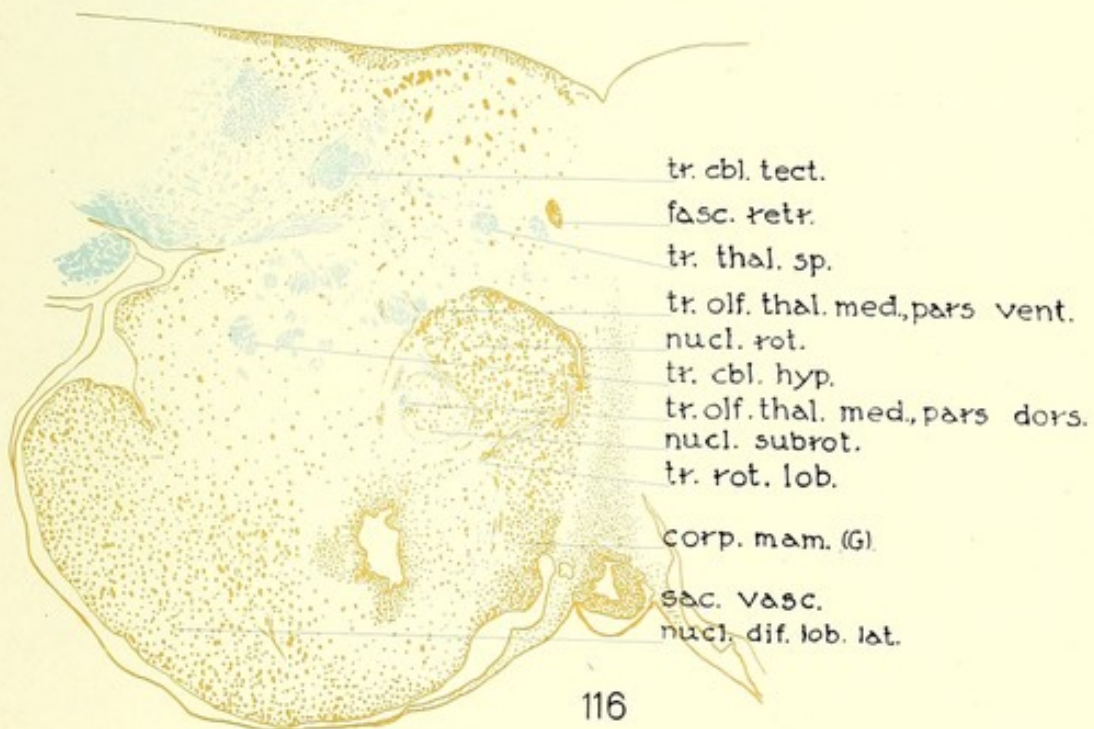 tr. cbl. tect.
fasc. retr.
tr. thal. sp.
tr. olf. thal. med., pars vent.
nucl. rot.
tr. cbl. hyp.
tr. olf. thal. med., pars dors.
nucl. subrot.
tr. rot. lob.
corp. mam. (G)
sac. vasc.
nucl. dif. lob. lat.
116